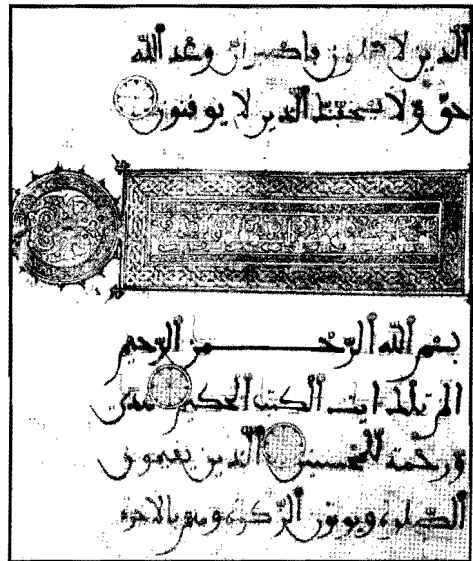 الذين لا يعلمون فاصبر ان وعد الله
حق ولا يستخفنك الذين لا يوقنون
بسم الله الرحمن الرحيم
الم تلك ايت الكتب الحكيم هدى
ورحمة للمحسنين الذين يقيمون
الصلوة ويوتون الزكوة وهم بالاخرة